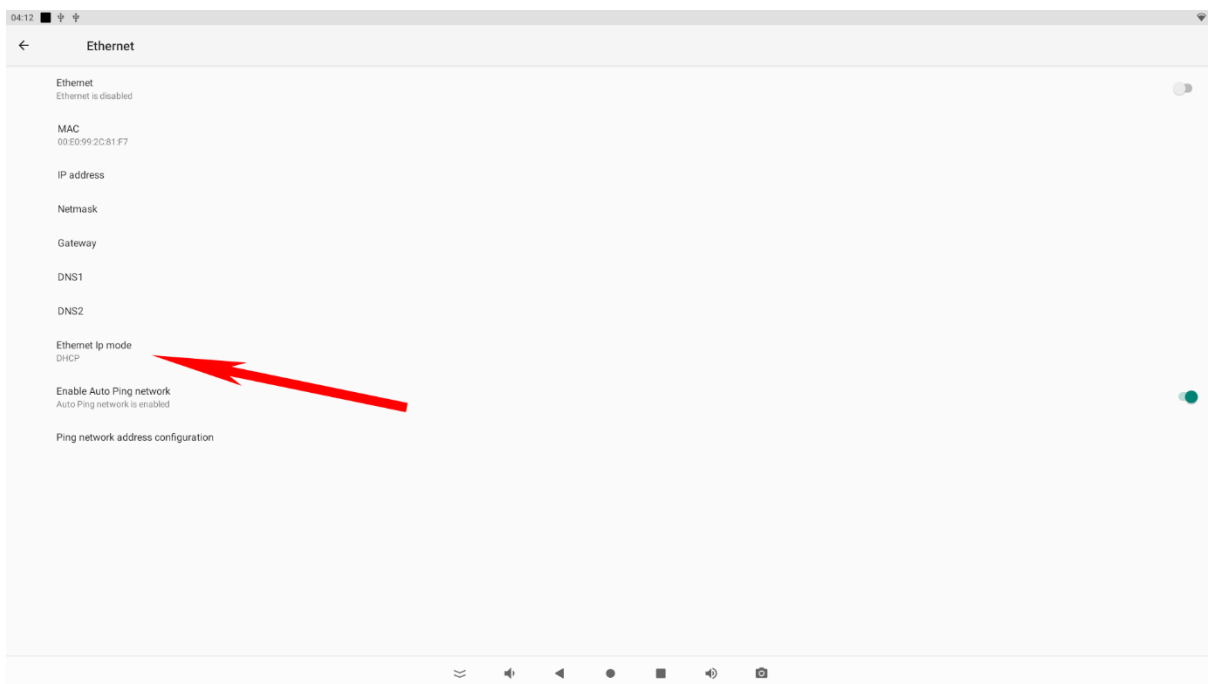 04:12
Ethernet
Ethernet
Ethernet is disabled
MAC
00:E0:99:2C:81:F7
IP address
Netmask
Gateway
DNS1
DNS2
Ethernet Ip mode
DHCP
Enable Auto Ping network
Auto Ping network is enabled
Ping network address configuration